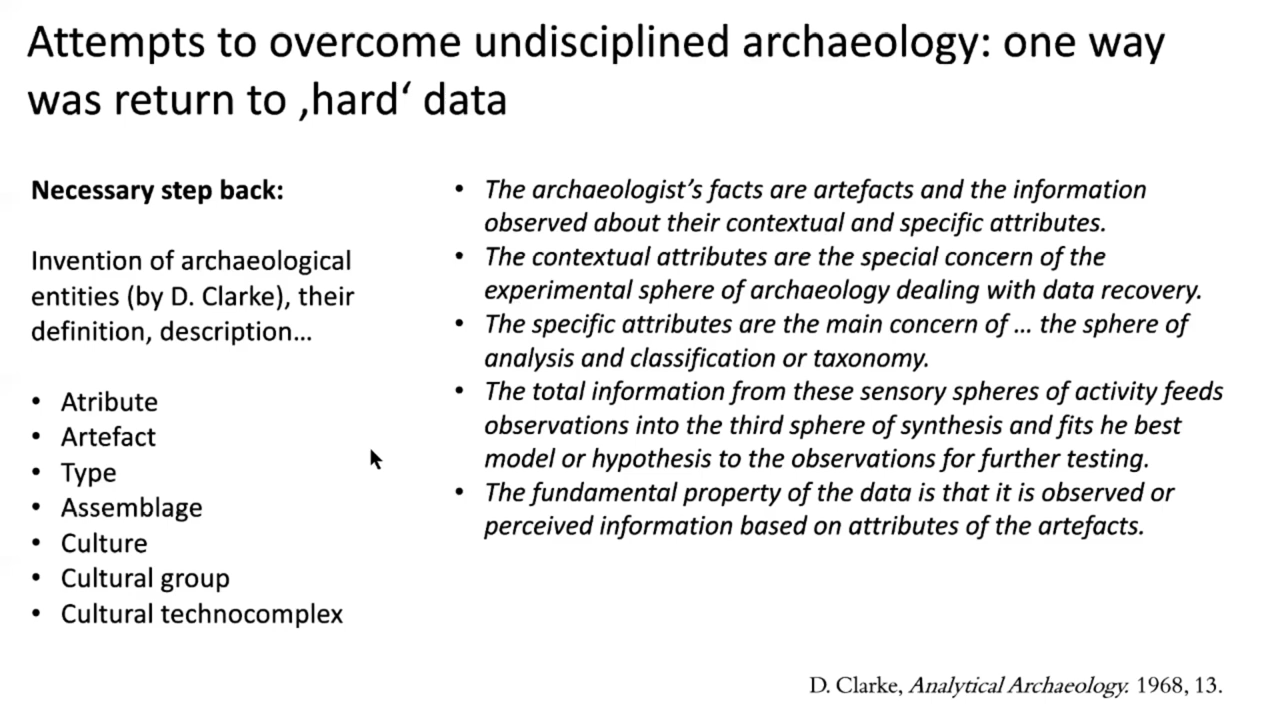 Attempts to overcome undisciplined archaeology: one way
was return to ‚hard‘ data
Necessary step back:
Invention of archaeological
entities (by D. Clarke), their
definition, description…
• Atribute
• Artefact
• Type
• Assemblage
• Culture
• Cultural group
• Cultural technocomplex
• The archaeologist’s facts are artefacts and the information
observed about their contextual and specific attributes.
• The contextual attributes are the special concern of the
experimental sphere of archaeology dealing with data recovery.
• The specific attributes are the main concern of … the sphere of
analysis and classification or taxonomy.
• The total information from these sensory spheres of activity feeds
observations into the third sphere of synthesis and fits he best
model or hypothesis to the observations for further testing.
• The fundamental property of the data is that it is observed or
perceived information based on attributes of the artefacts.
D. Clarke, Analytical Archaeology. 1968, 13.